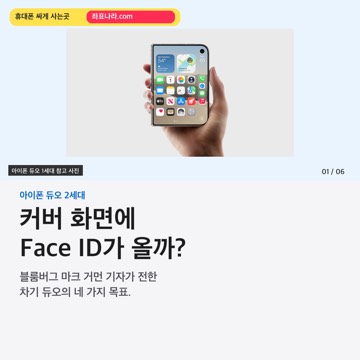 휴대폰 싸게 사는곳
좌표나라.com
아이폰 듀오 1세대 참고 사진
01 / 06
아이폰 듀오 2세대
커버 화면에
Face ID가 올까?
블룸버그 마크 거먼 기자가 전한
차기 듀오의 네 가지 목표.